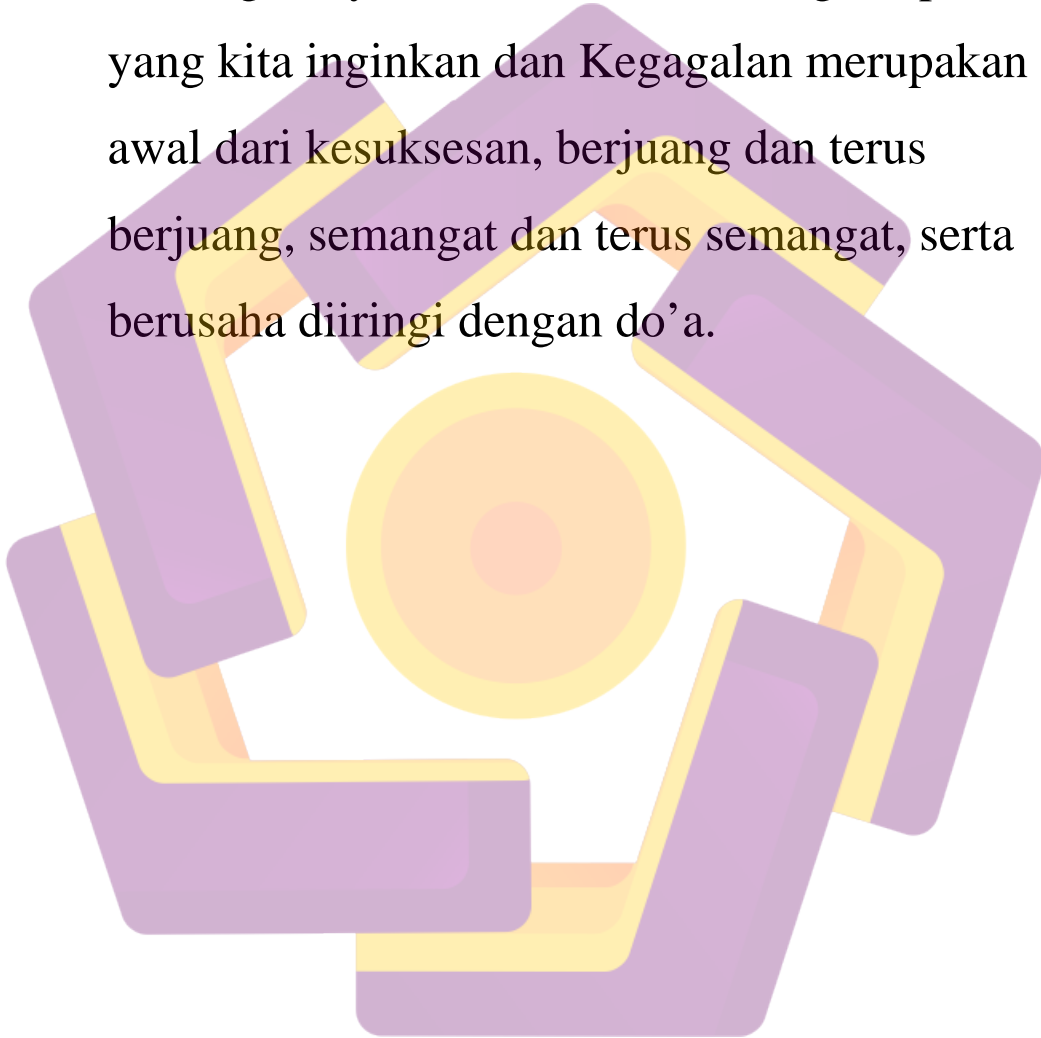 yang kita inginkan dan Kegagalan merupakan
awal dari kesuksesan, berjuang dan terus
berjuang, semangat dan terus semangat, serta
berusaha diiringi dengan do’a.